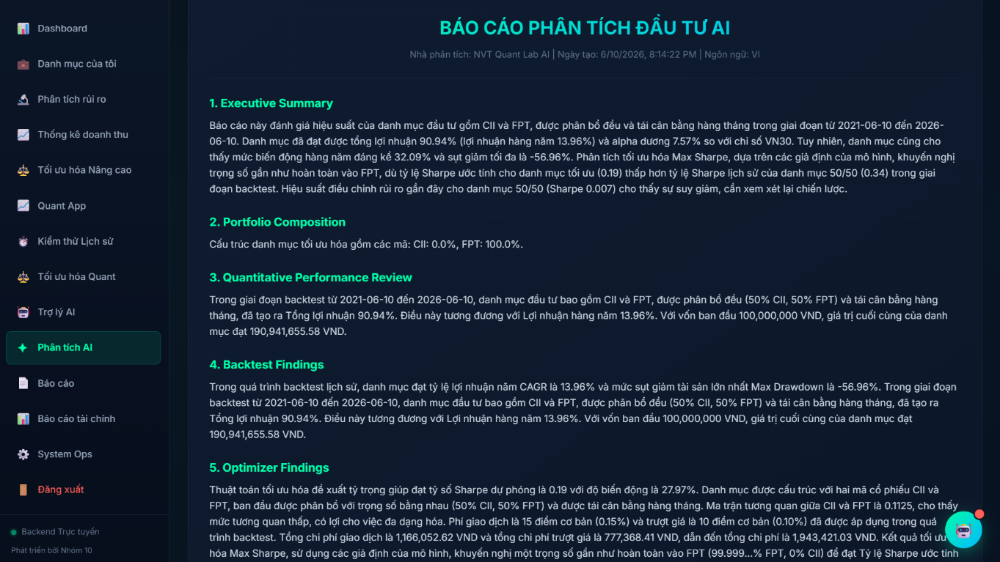 Dashboard
Danh mục của tôi
Phân tích rủi ro
Thống kê doanh thu
Tối ưu hóa Nâng cao
Quant App
Kiểm thử Lịch sử
Tối ưu hóa Quant
Trợ lý AI
Phân tích AI
Báo cáo
Báo cáo tài chính
System Ops
Đăng xuất
Backend Trực tuyến
Phát triển bởi Nhóm 10
BÁO CÁO PHÂN TÍCH ĐẦU TƯ AI
Nhà phân tích: NVT Quant Lab AI | Ngày tạo: 6/10/2026, 8:14:22 PM | Ngôn ngữ: VI
1. Executive Summary
Báo cáo này đánh giá hiệu suất của danh mục đầu tư gồm CII và FPT, được phân bổ đều và tái cân bằng hàng tháng trong giai đoạn từ 2021-06-10 đến 2026-
06-10. Danh mục đã đạt được tổng lợi nhuận 90.94% (lợi nhuận hàng năm 13.96%) và alpha dương 7.57% so với chỉ số VN30. Tuy nhiên, danh mục cũng cho
thấy mức biến động hàng năm đáng kể 32.09% và sụt giảm tối đa là -56.96%. Phân tích tối ưu hóa Max Sharpe, dựa trên các giả định của mô hình, khuyến nghị
trọng số gần như hoàn toàn vào FPT, dù tỷ lệ Sharpe ước tính cho danh mục tối ưu (0.19) thấp hơn tỷ lệ Sharpe lịch sử của danh mục 50/50 (0.34) trong giai
đoạn backtest. Hiệu suất điều chỉnh rủi ro gần đây cho danh mục 50/50 (Sharpe 0.007) cho thấy sự suy giảm, cần xem xét lại chiến lược.
2. Portfolio Composition
Cấu trúc danh mục tối ưu hóa gồm các mã: CII: 0.0%, FPT: 100.0%.
3. Quantitative Performance Review
Trong giai đoạn backtest từ 2021-06-10 đến 2026-06-10, danh mục đầu tư bao gồm CII và FPT, được phân bổ đều (50% CII, 50% FPT) và tái cân bằng hàng
tháng, đã tạo ra Tổng lợi nhuận 90.94%. Điều này tương đương với Lợi nhuận hàng năm 13.96%. Với vốn ban đầu 100,000,000 VND, giá trị cuối cùng của danh
mục đạt 190,941,655.58 VND.
4. Backtest Findings
Trong quá trình backtest lịch sử, danh mục đạt tỷ lệ lợi nhuận năm CAGR là 13.96% và mức sụt giảm tài sản lớn nhất Max Drawdown là -56.96%. Trong giai đoạn
backtest từ 2021-06-10 đến 2026-06-10, danh mục đầu tư bao gồm CII và FPT, được phân bổ đều (50% CII, 50% FPT) và tái cân bằng hàng tháng, đã tạo ra
Tổng lợi nhuận 90.94%. Điều này tương đương với Lợi nhuận hàng năm 13.96%. Với vốn ban đầu 100,000,000 VND, giá trị cuối cùng của danh mục đạt
190,941,655.58 VND.
5. Optimizer Findings
Thuật toán tối ưu hóa đề xuất tỷ trọng giúp đạt tỷ số Sharpe dự phóng là 0.19 với độ biến động là 27.97%. Danh mục được cấu trúc với hai mã cổ phiếu CII và
FPT, ban đầu được phân bổ với trọng số bằng nhau (50% CII, 50% FPT) và được tái cân bằng hàng tháng. Ma trận tương quan giữa CII và FPT là 0.1125, cho thấy
mức tương quan thấp, có lợi cho việc đa dạng hóa. Phí giao dịch là 15 điểm cơ bản (0.15%) và trượt giá là 10 điểm cơ bản (0.10%) đã được áp dụng trong quá
trình backtest. Tổng chi phí giao dịch là 1,166,052.62 VND và tổng chi phí trượt giá là 777,368.41 VND, dẫn đến tổng chi phí là 1,943,421.03 VND. Kết quả tối ưu
hóa Max Sharpe, sử dụng các giả định của mô hình, khuyến nghị một trọng số gần như hoàn toàn vào FPT (99.999...% FPT, 0% CII) để đạt Tỷ lệ Sharpe ước tính